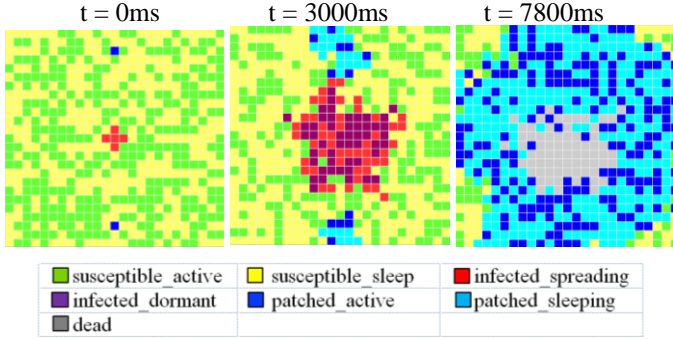 t = 0ms
t = 3000ms
t = 7800ms
susceptible_active
susceptible_sleep
infected_spreading
infected_dormant
patched_active
patched_sleeping
dead